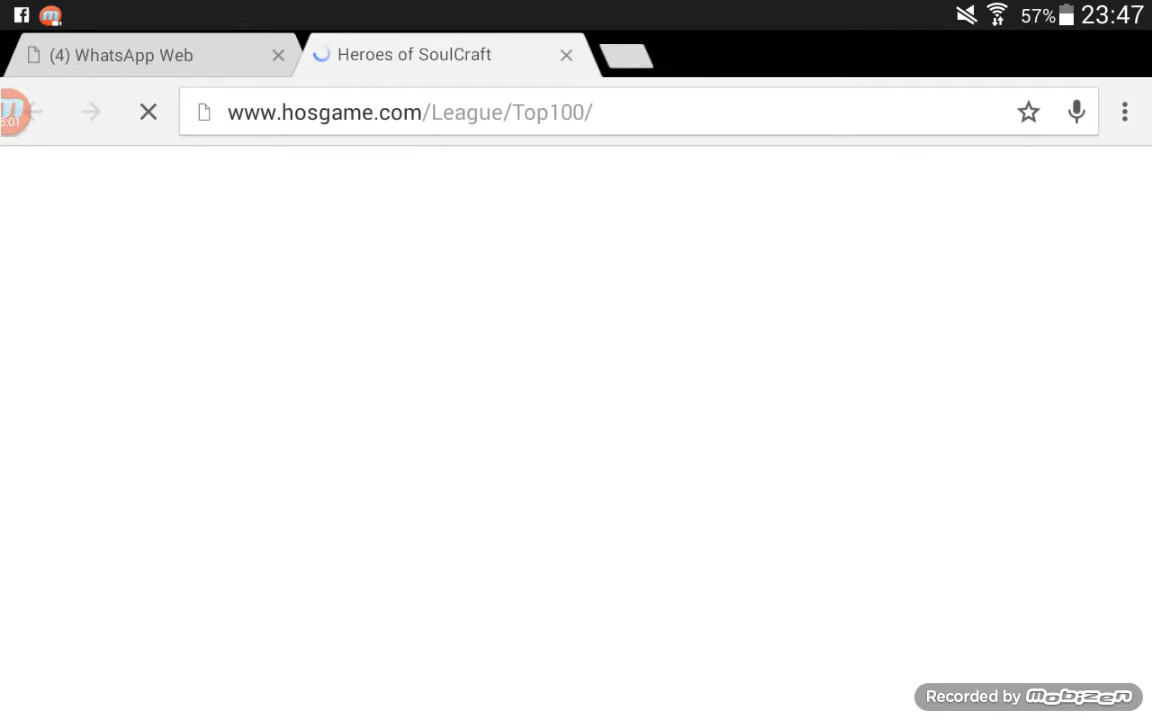 57% 23:47
(4) WhatsApp Web
Heroes of SoulCraft
www.hosgame.com/League/Top100/
Recorded by mobizen